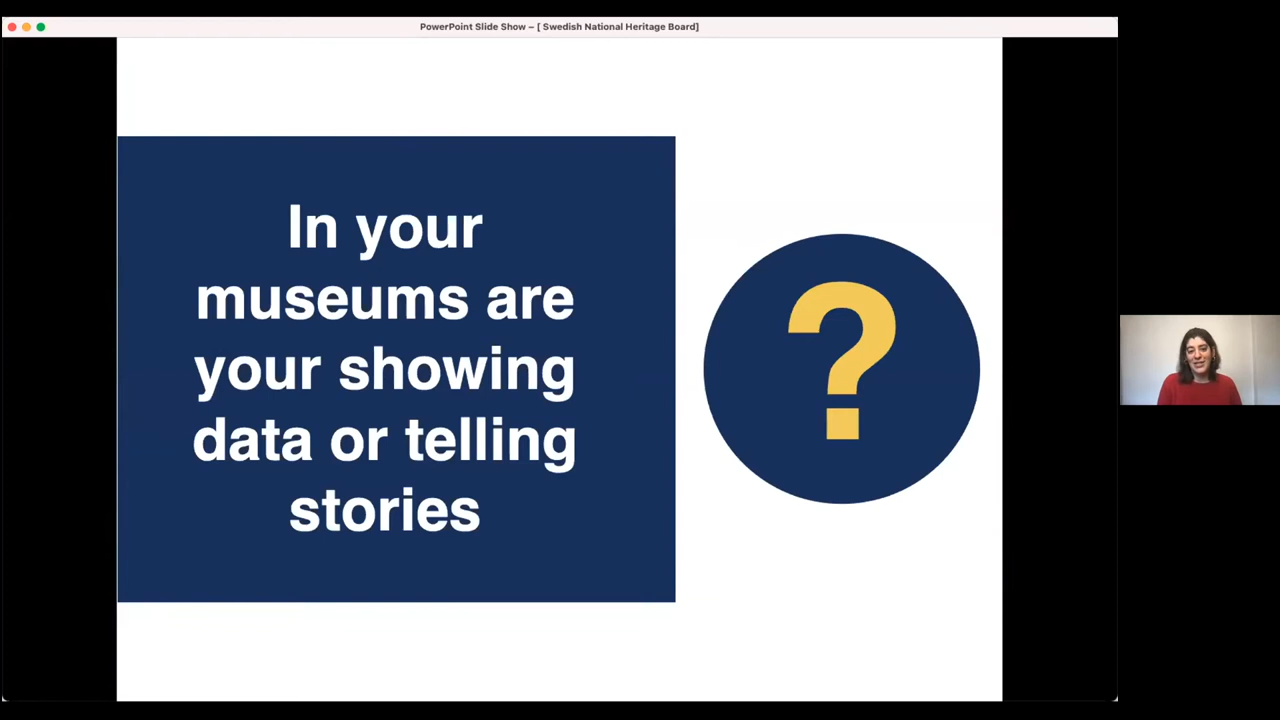 PowerPoint Slide Show – [ Swedish National Heritage Board]
In your
museums are
your showing
data or telling
stories
?